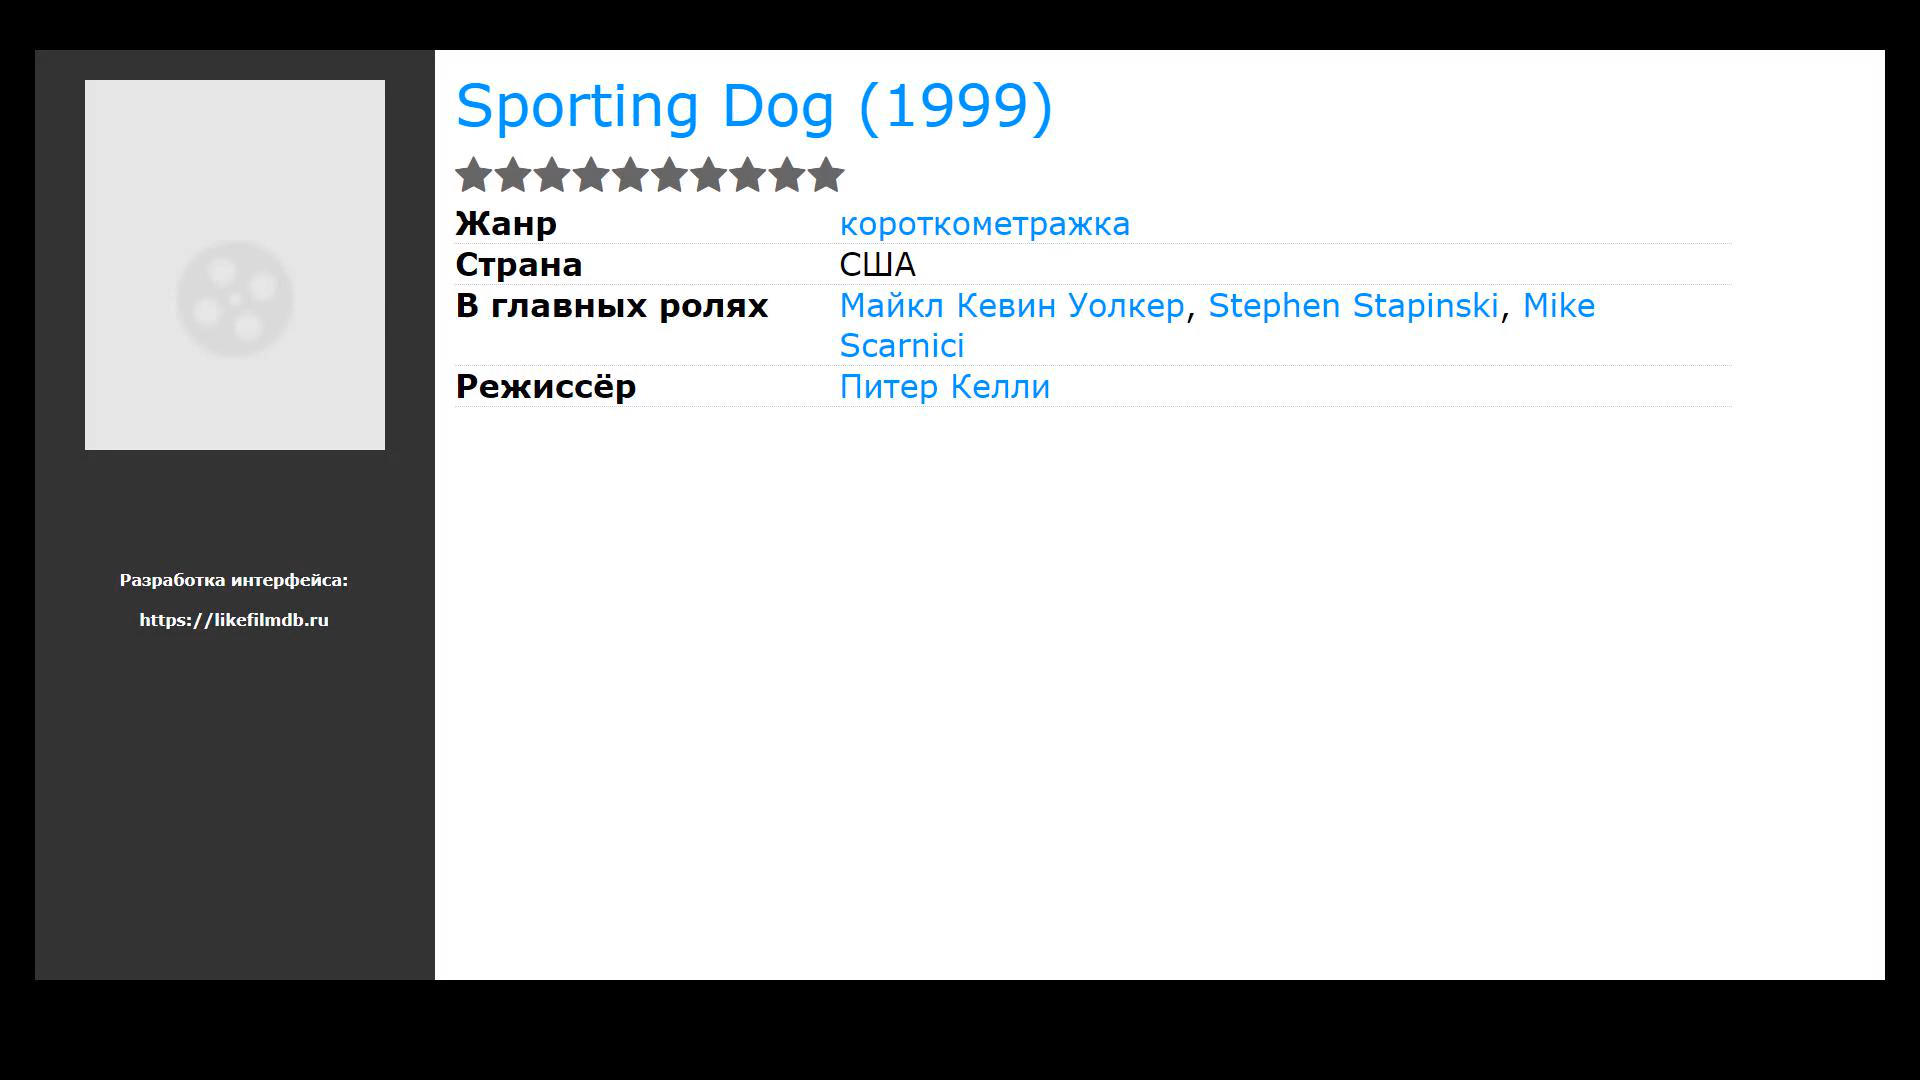 Sporting Dog (1999)
Жанр короткометражка
Страна США
В главных ролях Майкл Кевин Уолкер, Stephen Stapinski, Mike
Scarnici
Режиссёр Питер Келли
Разработка интерфейса:
https://likefilmdb.ru